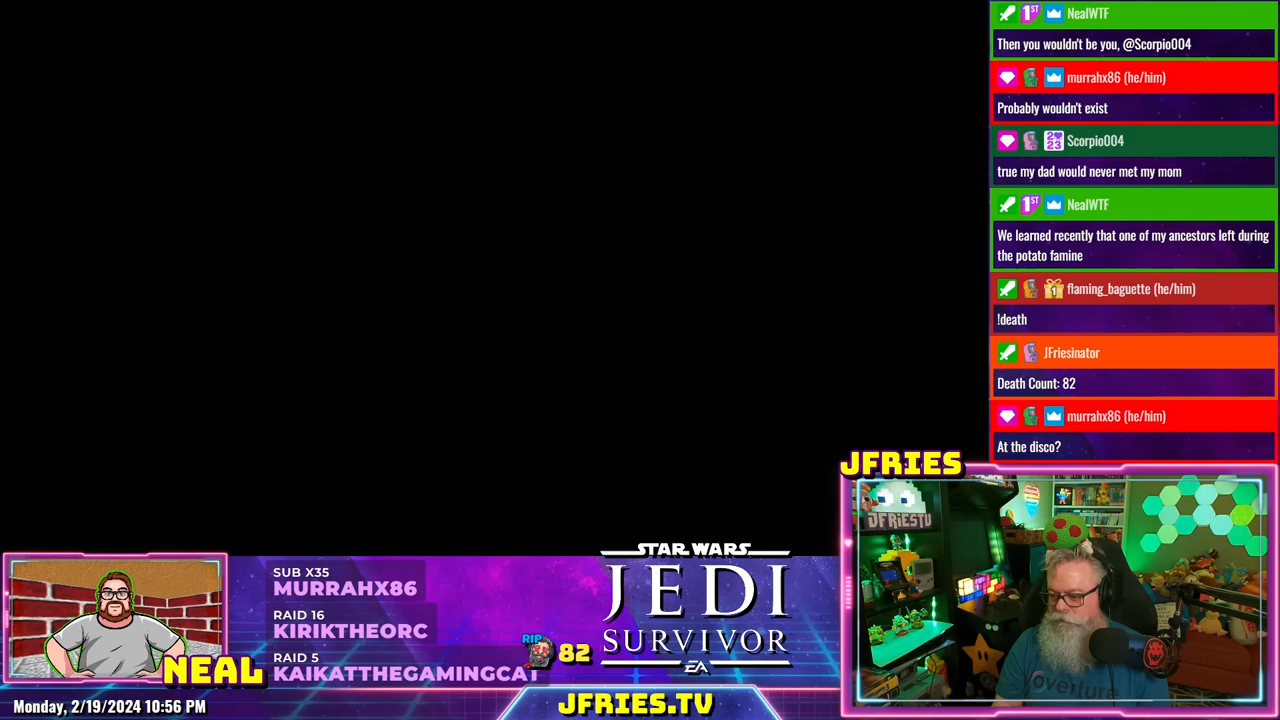 NealWTF
Then you wouldn't be you, @Scorpio004
murrahx86 (he/him)
Probably wouldn't exist
Scorpio004
true my dad would never met my mom
NealWTF
We learned recently that one of my ancestors left during
the potato famine
flaming_baguette (he/him)
!death
JFriesinator
Death Count: 82
murrahx86 (he/him)
At the disco?
JFRIES
JFRIESTV
overture
STAR WARS
JEDI
SURVIVOR
EA
SUB X35
MURRAHX86
RAID 16
KIRIKTHEORC
RAID 5
KAIKATTHEGAMINGCAT
RIP
82
NEAL
JFRIES.TV
Monday, 2/19/2024 10:56 PM